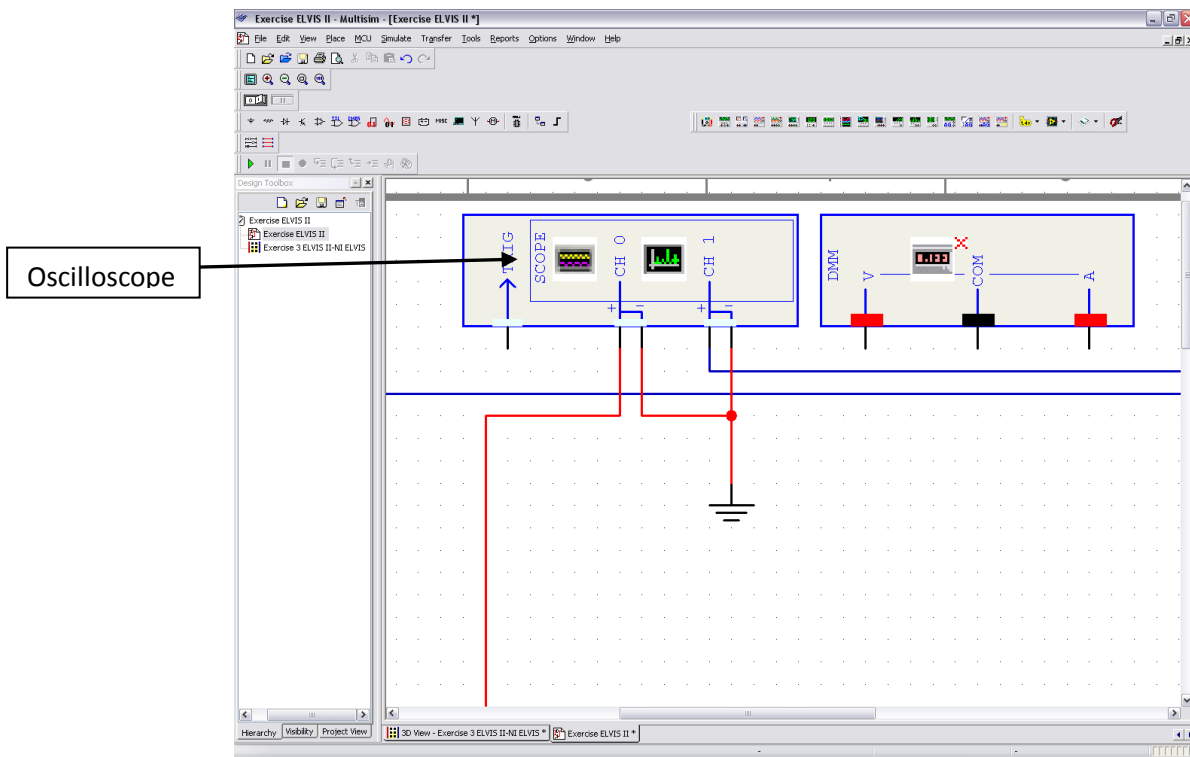 Exercise ELVIS II - Multisim - [Exercise ELVIS II *]
File Edit View Place MCU Simulate Transfer Tools Reports Options Window Help
MISC
Design Toolbox
Exercise ELVIS II
Exercise ELVIS II
Exercise 3 ELVIS II-NI ELVIS
Oscilloscope
TRIG
SCOPE
CH 0
CH 1
+ -
+ -
DMM
V
COM
A
Hierarchy Visibility Project View
3D View - Exercise 3 ELVIS II-NI ELVIS * Exercise ELVIS II *